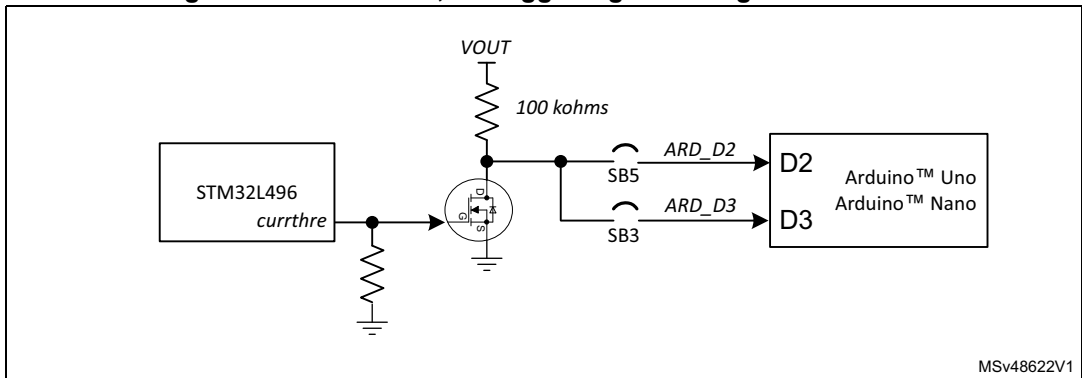 VOUT
100 kohms
STM32L496
currthre
D
G
S
SB5
SB3
ARD_D2
ARD_D3
D2
D3
Arduino™ Uno
Arduino™ Nano
MSv48622V1